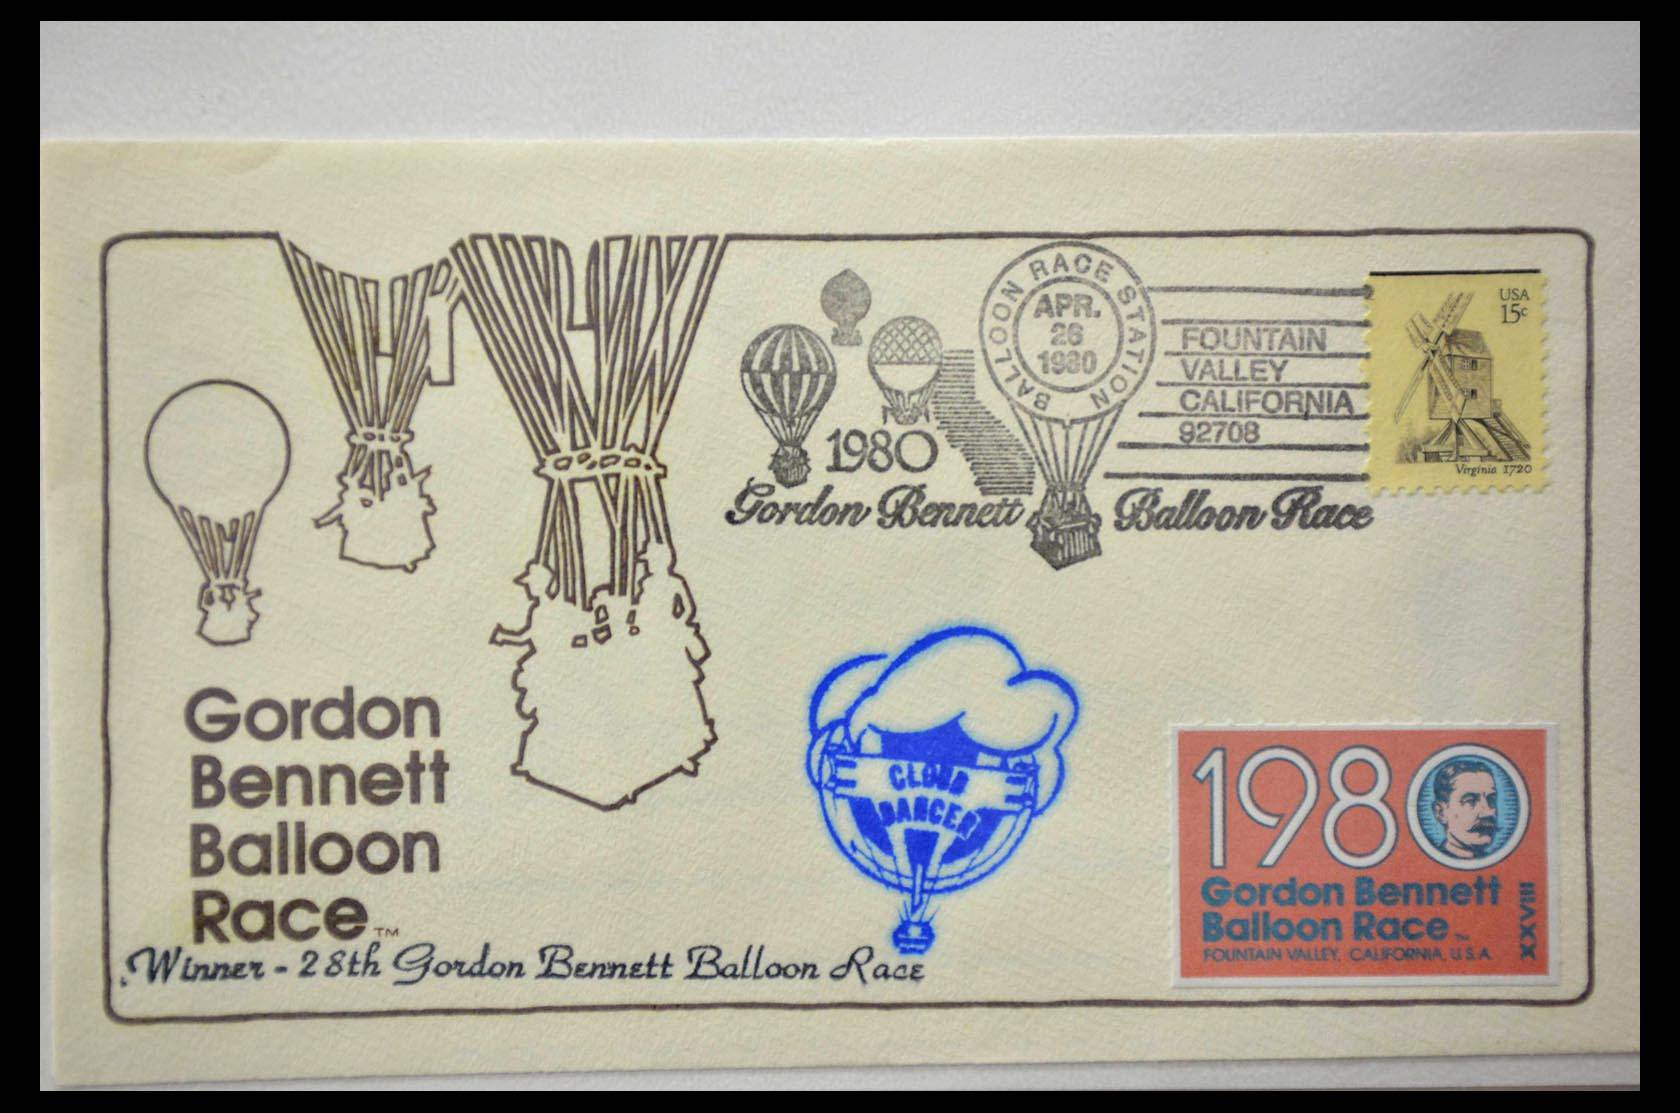 BALLOON RACE STATION
APR.
26
1980
FOUNTAIN
VALLEY
CALIFORNIA
92708
USA
15c
Virginia 1720
1980
Gordon Bennett Balloon Race
Gordon
Bennett
Balloon
Race™
CLOUD
DANCER
Winner - 28th Gordon Bennett Balloon Race
1980
Gordon Bennett
Balloon Race™
FOUNTAIN VALLEY, CALIFORNIA, U.S.A.
XXVIII